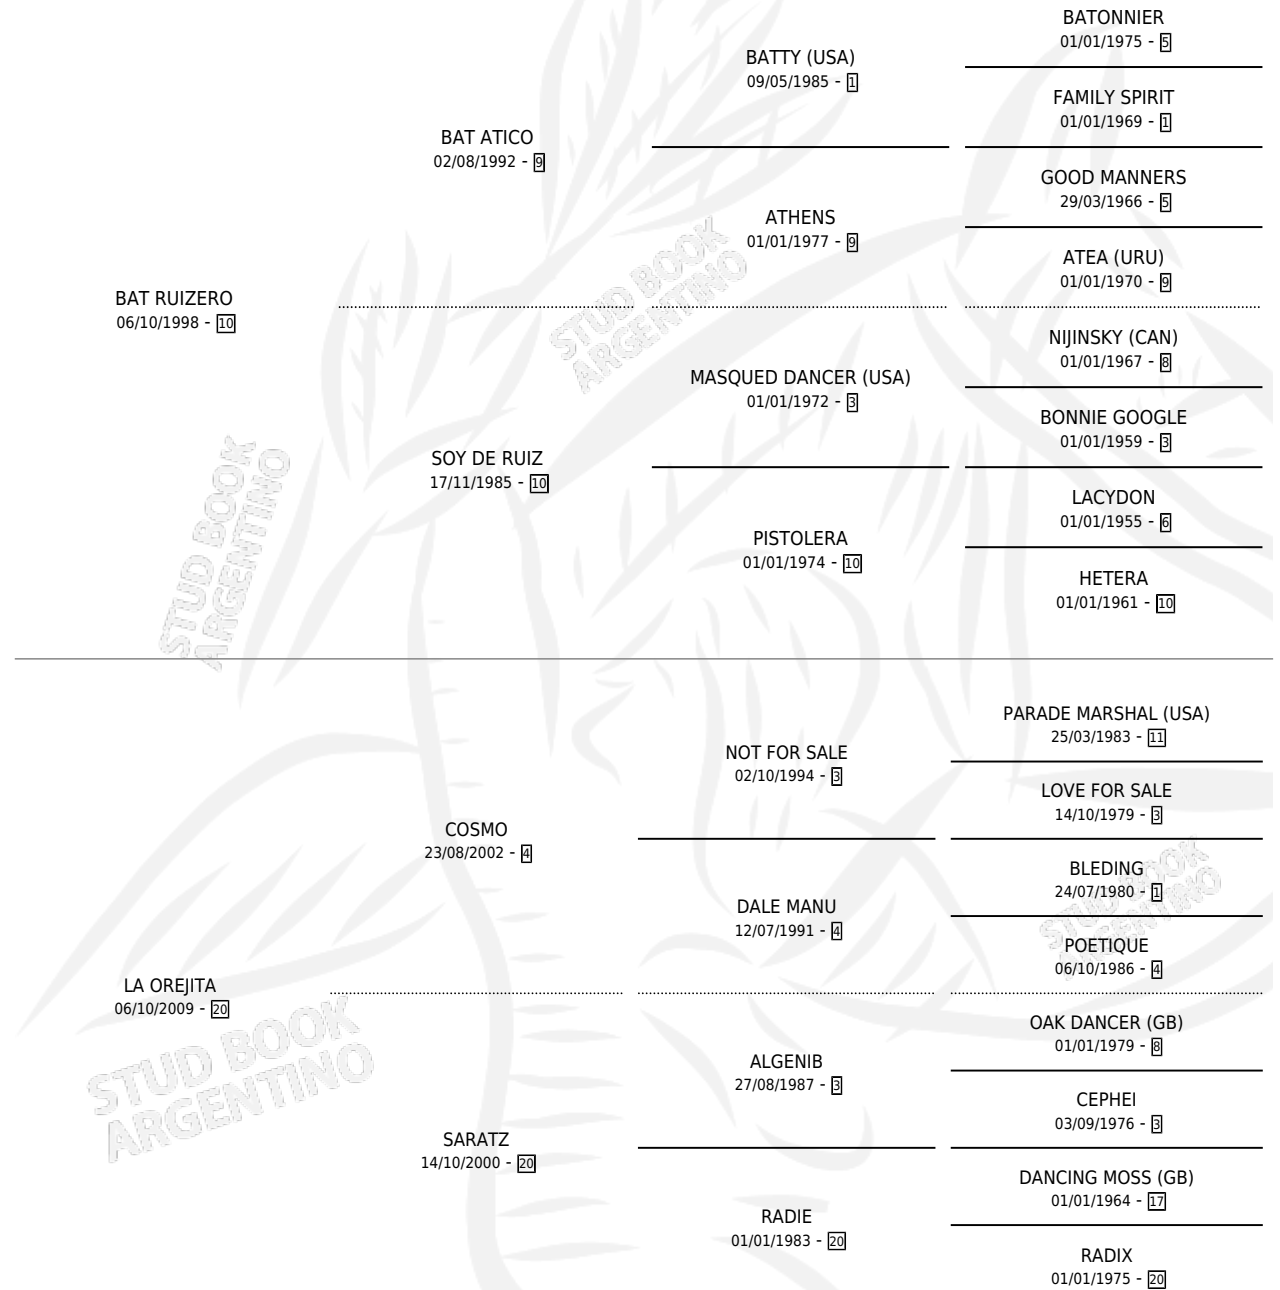 BATONNIER
01/01/1975 - 5
BATTY (USA)
09/05/1985 - 1
FAMILY SPIRIT
01/01/1969 - 1
BAT ATICO
02/08/1992 - 9
GOOD MANNERS
29/03/1966 - 5
ATHENS
01/01/1977 - 9
ATEA (URU)
01/01/1970 - 9
BAT RUIZERO
06/10/1998 - 10
NIJINSKY (CAN)
01/01/1967 - 8
MASQUED DANCER (USA)
01/01/1972 - 3
BONNIE GOOGLE
01/01/1959 - 3
SOY DE RUIZ
17/11/1985 - 10
LACYDON
01/01/1955 - 6
PISTOLERA
01/01/1974 - 10
HETERA
01/01/1961 - 10
PARADE MARSHAL (USA)
25/03/1983 - 11
NOT FOR SALE
02/10/1994 - 3
LOVE FOR SALE
14/10/1979 - 3
COSMO
23/08/2002 - 4
BLEDING
24/07/1980 - 1
DALE MANU
12/07/1991 - 4
POETIQUE
06/10/1986 - 4
LA OREJITA
06/10/2009 - 20
OAK DANCER (GB)
01/01/1979 - 8
ALGENIB
27/08/1987 - 3
CEPHEI
03/09/1976 - 3
SARATZ
14/10/2000 - 20
DANCING MOSS (GB)
01/01/1964 - 17
RADIE
01/01/1983 - 20
RADIX
01/01/1975 - 20
STUD BOOK
ARGENTINO
STUD BOOK
ARGENTINO
STUD BOOK
ARGENTINO
STUD BOOK
ARGENTINO